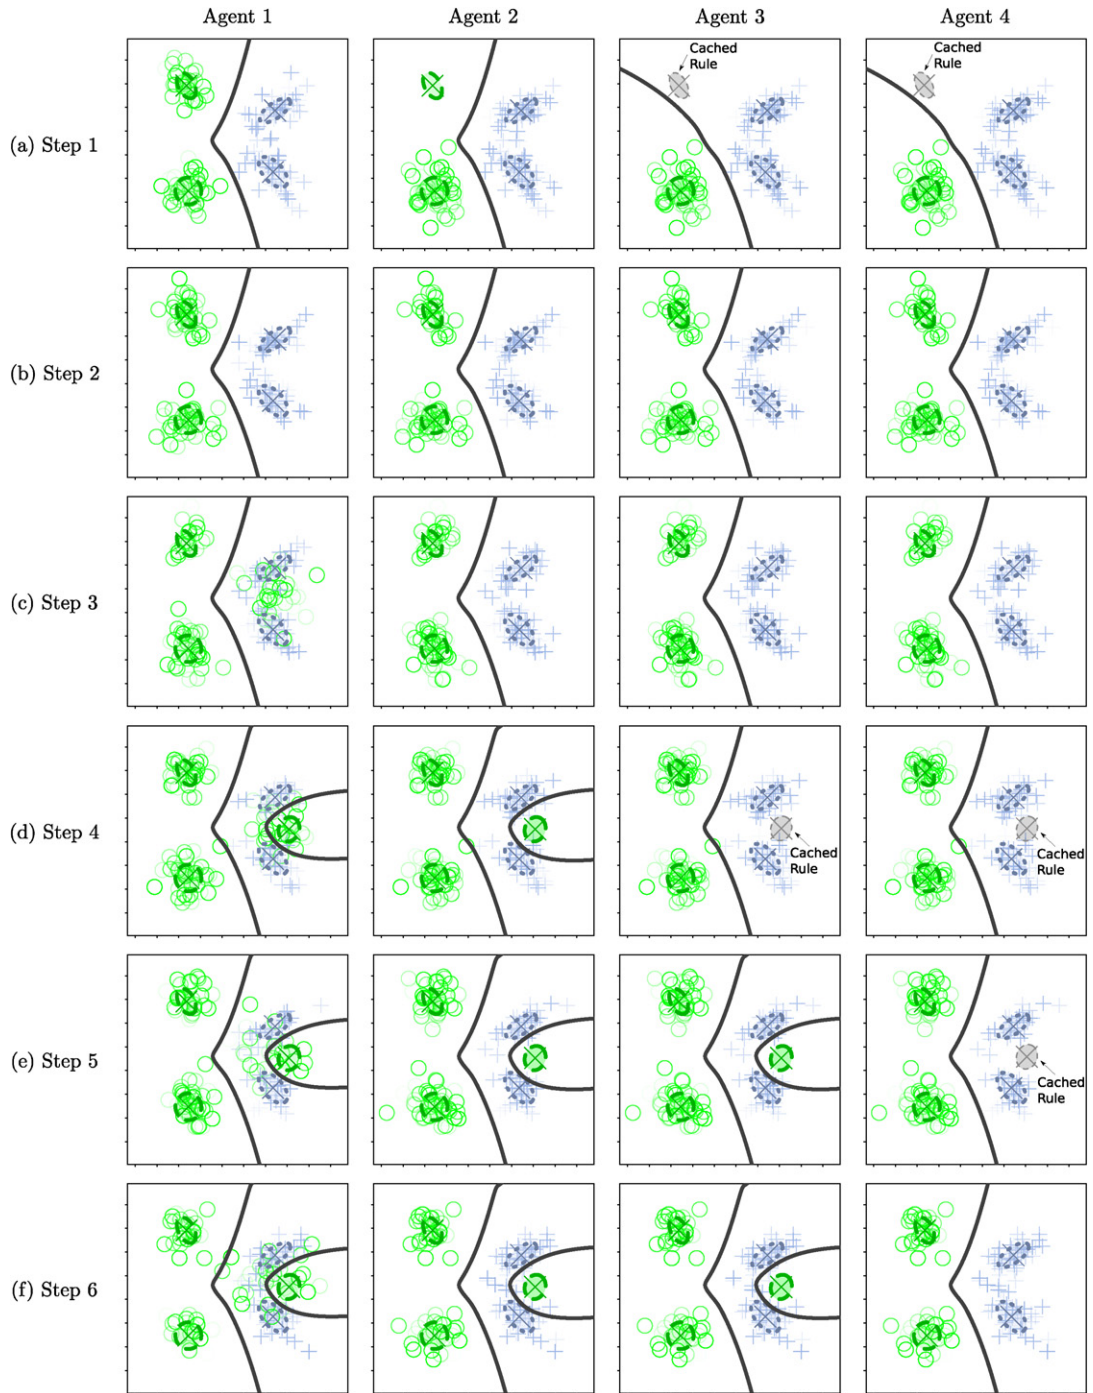 Agent 1 Agent 2 Agent 3 Agent 4
Cached
Rule
Cached
Rule
(a) Step 1
(b) Step 2
(c) Step 3
(d) Step 4
Cached
Rule
Cached
Rule
(e) Step 5
Cached
Rule
(f) Step 6